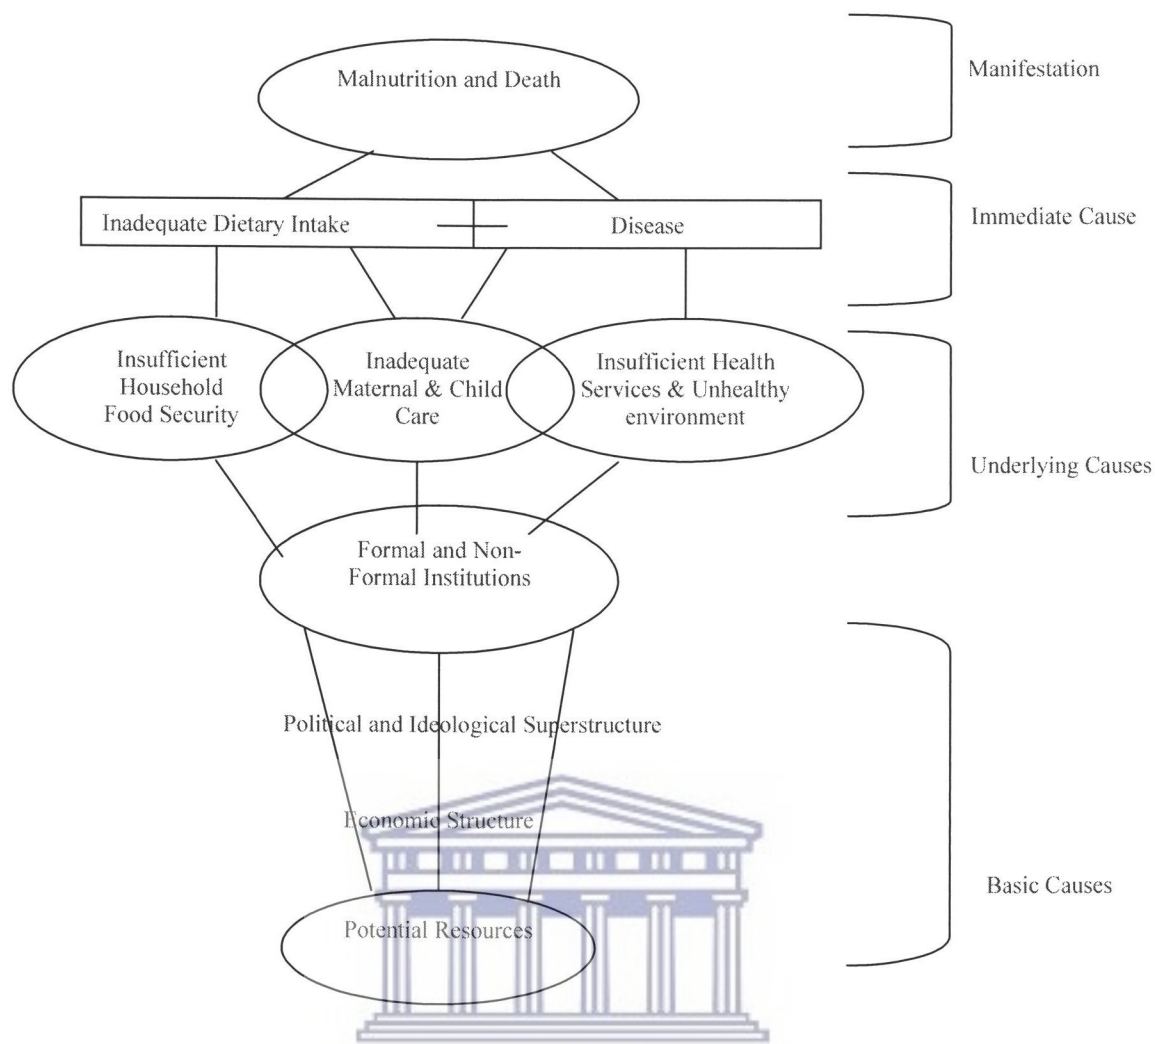 Malnutrition and Death
Manifestation
Inadequate Dietary Intake
Disease
Immediate Cause
Insufficient
Household
Food Security
Inadequate
Maternal & Child
Care
Insufficient Health
Services & Unhealthy
environment
Underlying Causes
Formal and Non-
Formal Institutions
Political and Ideological Superstructure
Economic Structure
Potential Resources
Basic Causes